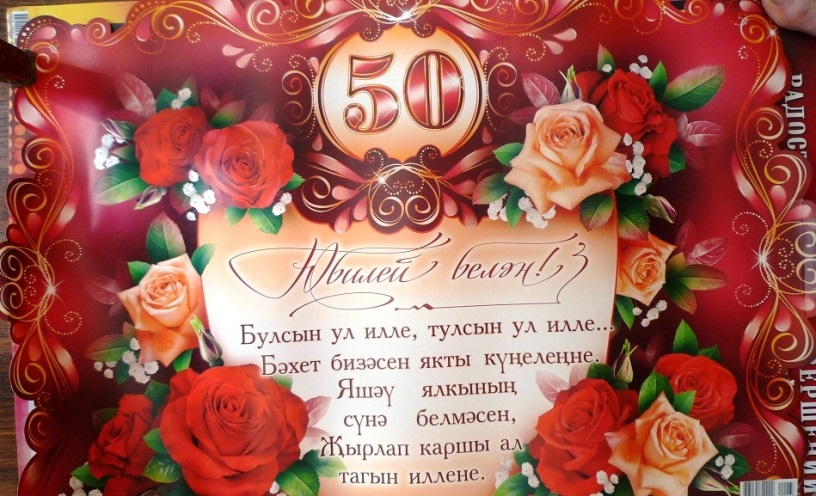 50
Юбилей белән!
Булсын ул илле, тулсын ул илле...
Бәхет бизәсен якты күңелеңне.
Яшәү ялкының
сүнә белмәсен,
Җырлап каршы ал
тагын иллене.